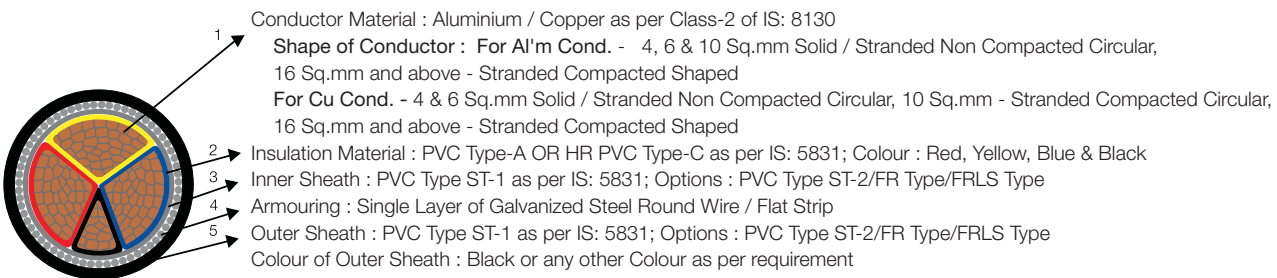 Conductor Material : Aluminium / Copper as per Class-2 of IS: 8130
1
Shape of Conductor : For Al'm Cond. - 4, 6 & 10 Sq.mm Solid / Stranded Non Compacted Circular,
16 Sq.mm and above - Stranded Compacted Shaped
For Cu Cond. - 4 & 6 Sq.mm Solid / Stranded Non Compacted Circular, 10 Sq.mm - Stranded Compacted Circular,
16 Sq.mm and above - Stranded Compacted Shaped
2 Insulation Material : PVC Type-A OR HR PVC Type-C as per IS: 5831; Colour : Red, Yellow, Blue & Black
3 Inner Sheath : PVC Type ST-1 as per IS: 5831; Options : PVC Type ST-2/FR Type/FRLS Type
4 Armouring : Single Layer of Galvanized Steel Round Wire / Flat Strip
5 Outer Sheath : PVC Type ST-1 as per IS: 5831; Options : PVC Type ST-2/FR Type/FRLS Type
Colour of Outer Sheath : Black or any other Colour as per requirement